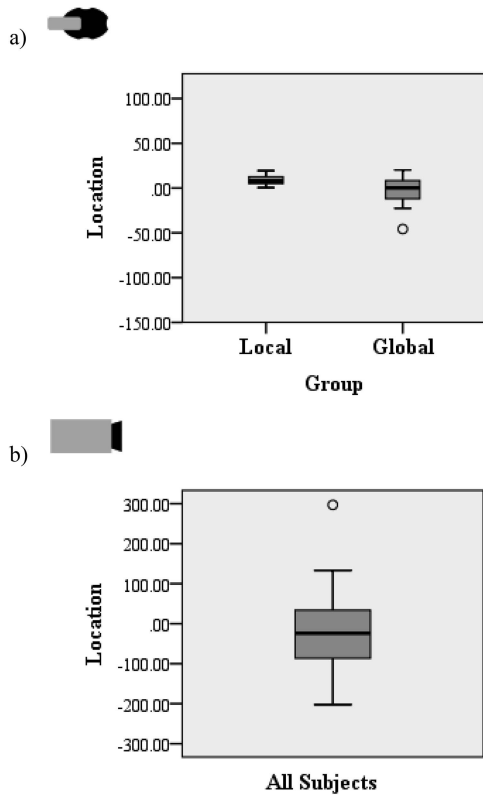 a)
100.00
50.00
.00
-50.00
-100.00
-150.00
Location
Local Global
Group
b)
300.00
200.00
100.00
.00
-100.00
-200.00
-300.00
Location
All Subjects